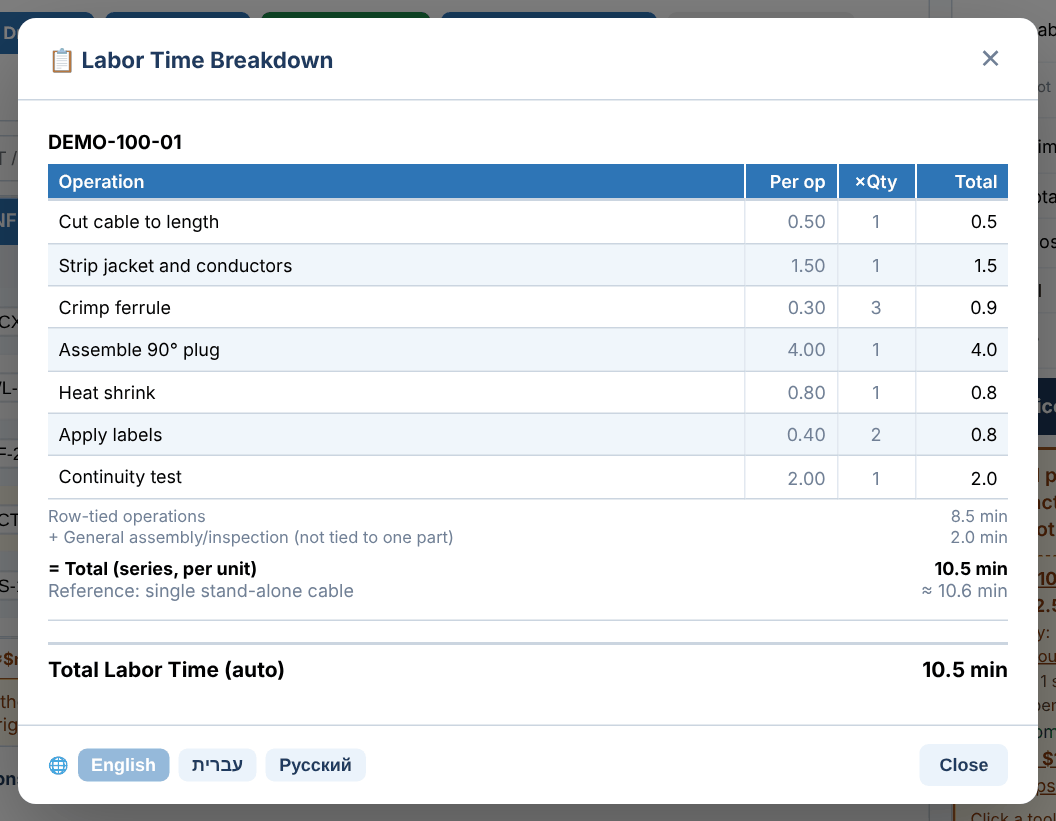 📋 Labor Time Breakdown ✕
DEMO-100-01
Operation Per op ×Qty Total
Cut cable to length 0.50 1 0.5
Strip jacket and conductors 1.50 1 1.5
Crimp ferrule 0.30 3 0.9
Assemble 90° plug 4.00 1 4.0
Heat shrink 0.80 1 0.8
Apply labels 0.40 2 0.8
Continuity test 2.00 1 2.0
Row-tied operations 8.5 min
+ General assembly/inspection (not tied to one part) 2.0 min
= Total (series, per unit) 10.5 min
Reference: single stand-alone cable ≈ 10.6 min
Total Labor Time (auto) 10.5 min
🌐 English עברית Русский Close